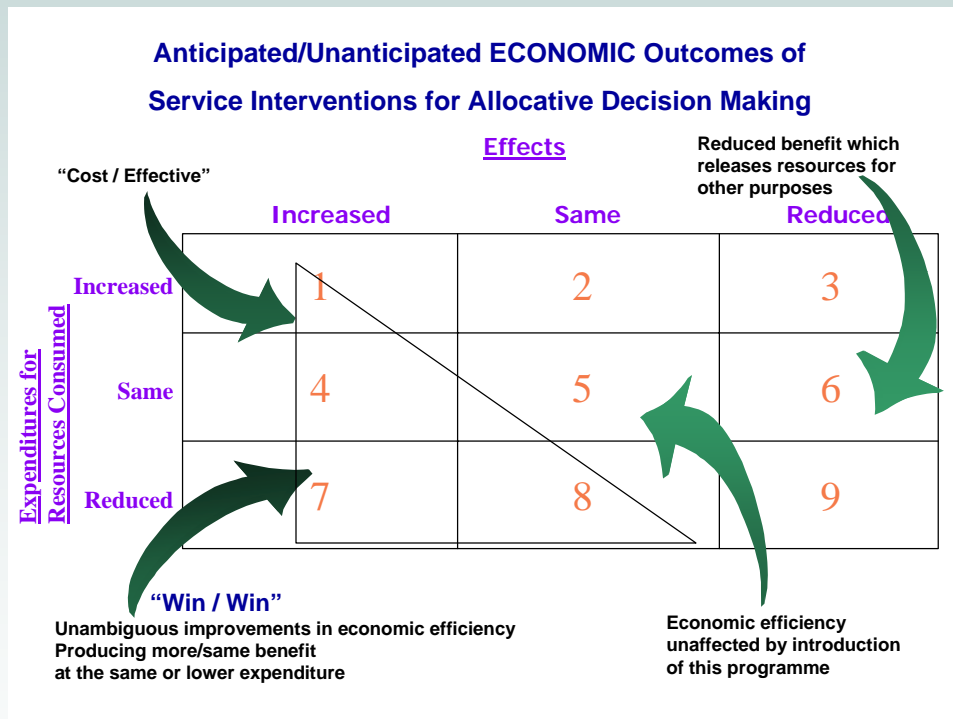 Anticipated/Unanticipated ECONOMIC Outcomes of
Service Interventions for Allocative Decision Making
Effects
Reduced benefit which
releases resources for
other purposes
“Cost / Effective”
Increased
Same
Reduced
Expenditures for
Resources Consumed
Increased
1
2
3
Same
4
5
6
Reduced
7
8
9
“Win / Win”
Unambiguous improvements in economic efficiency
Producing more/same benefit
at the same or lower expenditure
Economic efficiency
unaffected by introduction
of this programme